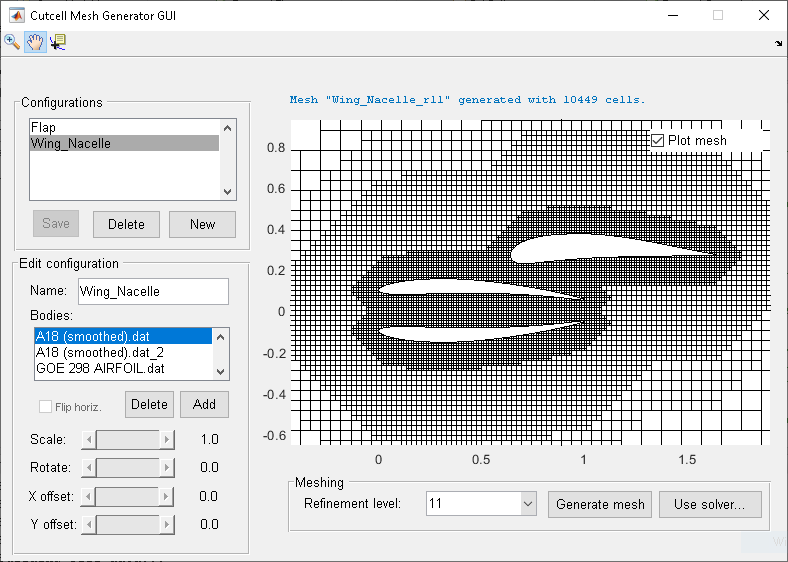 Cutcell Mesh Generator GUI
Configurations
Flap
Wing_Nacelle
Save
Delete
New
Edit configuration
Name:
Wing_Nacelle
Bodies:
A18 (smoothed).dat
A18 (smoothed).dat_2
GOE 298 AIRFOIL.dat
Flip horiz.
Delete
Add
Scale: 1.0
Rotate: 0.0
X offset: 0.0
Y offset: 0.0
Mesh "Wing_Nacelle_rl1" generated with 10449 cells.
Plot mesh
0.8
0.6
0.4
0.2
0
-0.2
-0.4
-0.6
0 0.5 1 1.5
Meshing
Refinement level:
11
Generate mesh
Use solver...